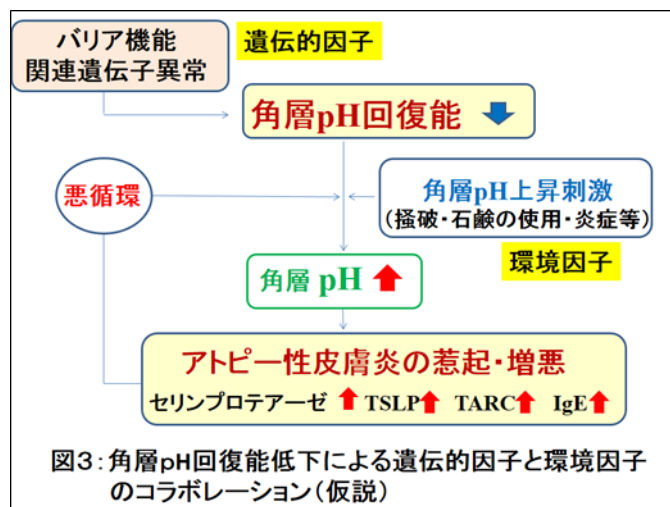 バリア機能
関連遺伝子異常
遺伝的因子
角層pH回復能
悪循環
角層pH上昇刺激
(掻破・石鹸の使用・炎症等)
環境因子
角層 pH
アトピー性皮膚炎の惹起・増悪
セリンプロテアーゼ TSLP TARC IgE
図3:角層pH回復能低下による遺伝的因子と環境因子
のコラボレーション(仮説)